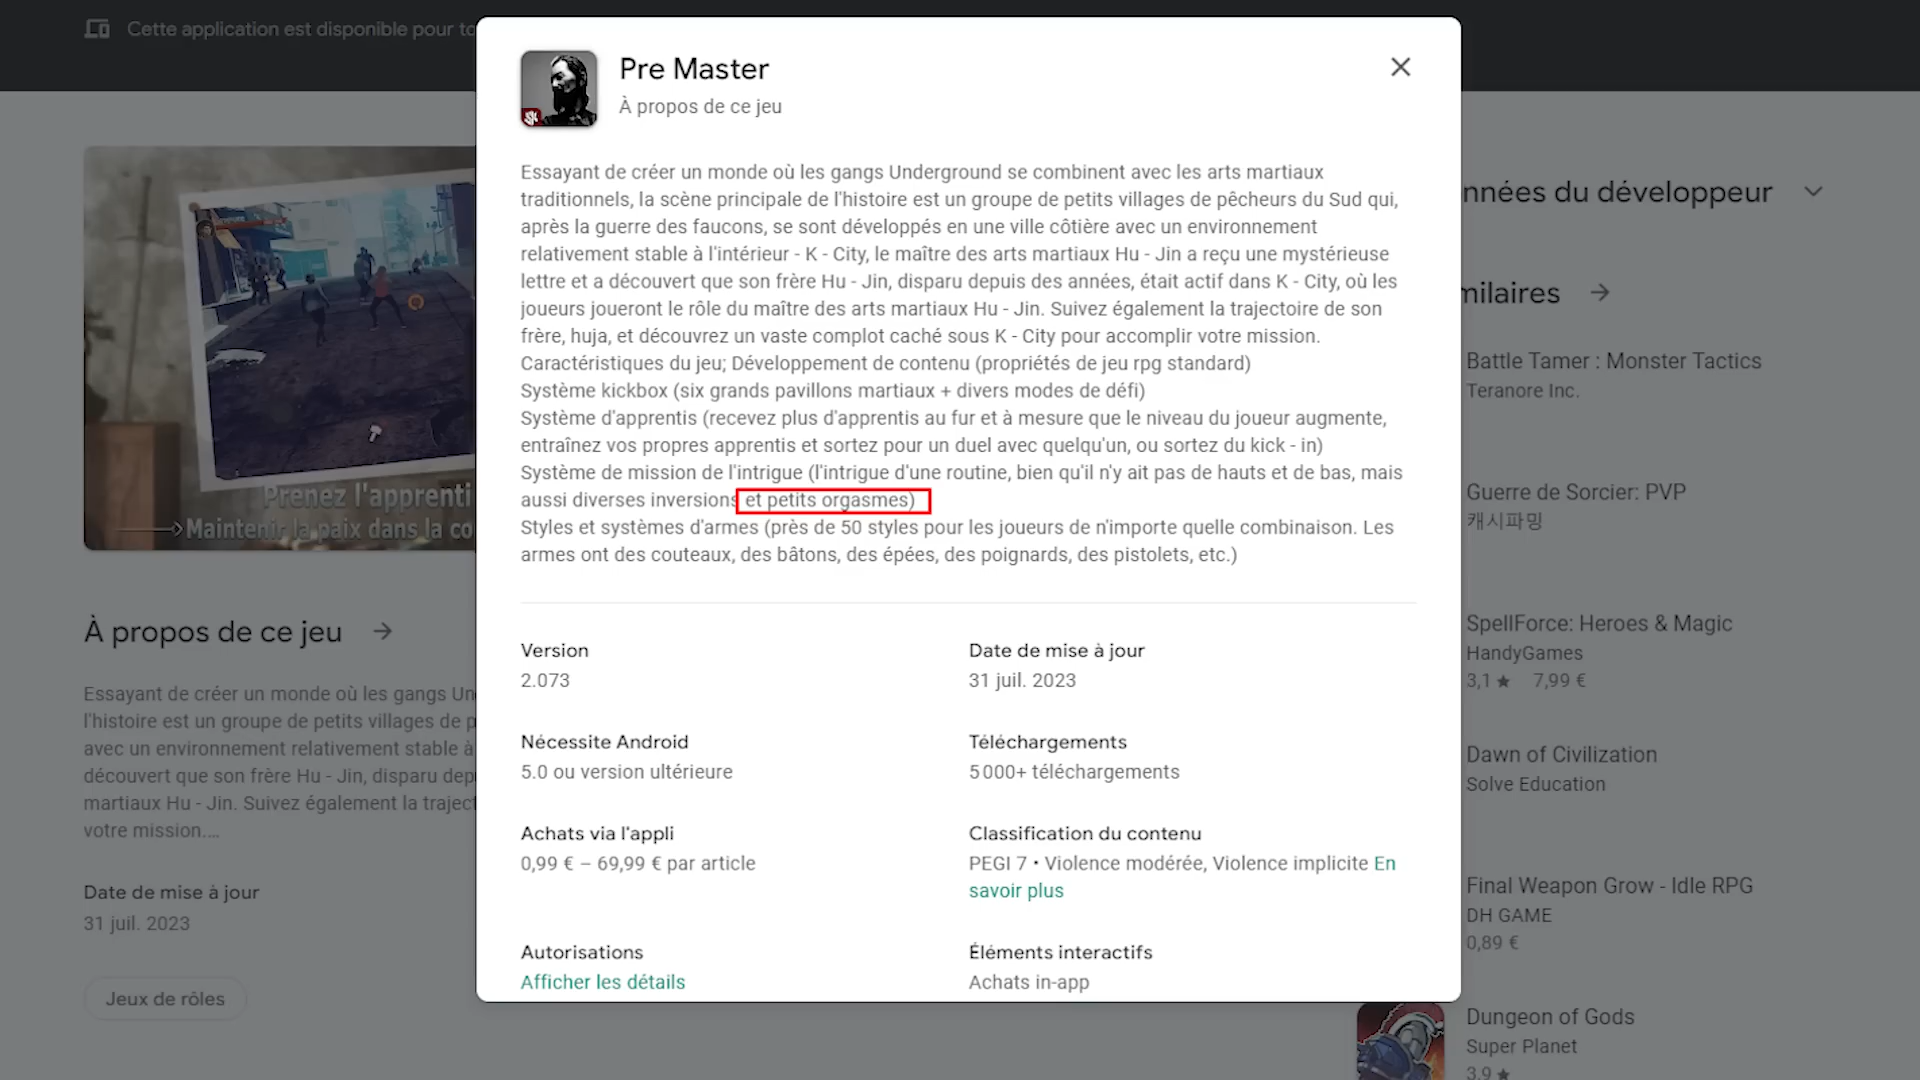 Cette application est disponible pour to
Pre Master
À propos de ce jeu
Essayant de créer un monde où les gangs Underground se combinent avec les arts martiaux
traditionnels, la scène principale de l'histoire est un groupe de petits villages de pêcheurs du Sud qui,
après la guerre des faucons, se sont développés en une ville côtière avec un environnement
relativement stable à l'intérieur - K - City, le maître des arts martiaux Hu - Jin a reçu une mystérieuse
lettre et a découvert que son frère Hu - Jin, disparu depuis des années, était actif dans K - City, où les
joueurs joueront le rôle du maître des arts martiaux Hu - Jin. Suivez également la trajectoire de son
frère, huja, et découvrez un vaste complot caché sous K - City pour accomplir votre mission.
Caractéristiques du jeu; Développement de contenu (propriétés de jeu rpg standard)
Système kickbox (six grands pavillons martiaux + divers modes de défi)
Système d'apprentis (recevez plus d'apprentis au fur et à mesure que le niveau du joueur augmente,
entraînez vos propres apprentis et sortez pour un duel avec quelqu'un, ou sortez du kick - in)
Système de mission de l'intrigue (l'intrigue d'une routine, bien qu'il n'y ait pas de hauts et de bas, mais
aussi diverses inversions et petits orgasmes)
Styles et systèmes d'armes (près de 50 styles pour les joueurs de n'importe quelle combinaison. Les
armes ont des couteaux, des bâtons, des épées, des poignards, des pistolets, etc.)
Version
2.073
Date de mise à jour
31 juil. 2023
Nécessite Android
5.0 ou version ultérieure
Téléchargements
5 000+ téléchargements
Achats via l'appli
0,99 € – 69,99 € par article
Classification du contenu
PEGI 7 • Violence modérée, Violence implicite En
savoir plus
Autorisations
Afficher les détails
Éléments interactifs
Achats in-app
Prenez l'apprenti
Maintenir la paix dans la co
À propos de ce jeu
Essayant de créer un monde où les gangs Un
l'histoire est un groupe de petits villages de p
avec un environnement relativement stable à
découvert que son frère Hu - Jin, disparu dep
martiaux Hu - Jin. Suivez également la traject
votre mission....
Date de mise à jour
31 juil. 2023
Jeux de rôles
nnées du développeur
milaires
Battle Tamer : Monster Tactics
Teranore Inc.
Guerre de Sorcier: PVP
캐시파밍
SpellForce: Heroes & Magic
HandyGames
3,1 ★ 7,99 €
Dawn of Civilization
Solve Education
Final Weapon Grow - Idle RPG
DH GAME
0,89 €
Dungeon of Gods
Super Planet
3,9 ★